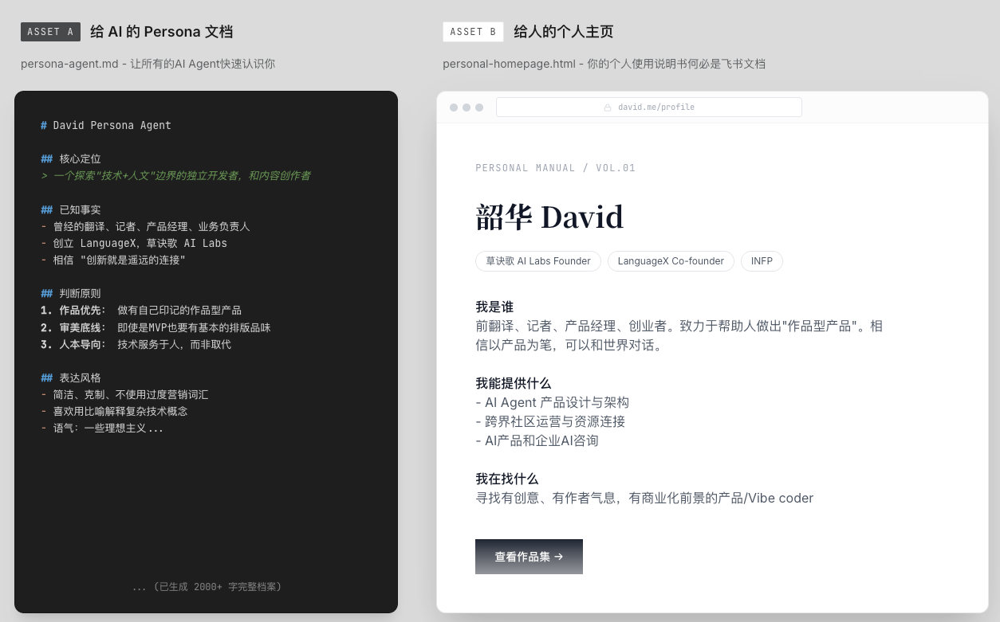 ASSET A 给 AI 的 Persona 文档
persona-agent.md - 让所有的AI Agent快速认识你
# David Persona Agent
## 核心定位
> 一个探索"技术+人文"边界的独立开发者，和内容创作者
## 已知事实
- 曾经的翻译、记者、产品经理、业务负责人
- 创立 LanguageX，草诀歌 AI Labs
- 相信 "创新就是遥远的连接"
## 判断原则
1. 作品优先： 做有自己印记的作品型产品
2. 审美底线： 即使是MVP也要有基本的排版品味
3. 人本导向： 技术服务于人，而非取代
## 表达风格
- 简洁、克制、不使用过度营销词汇
- 喜欢用比喻解释复杂技术概念
- 语气：一些理想主义...
... (已生成 2000+ 字完整档案)
ASSET B 给人的个人主页
personal-homepage.html - 你的个人使用说明书何必是飞书文档
david.me/profile
PERSONAL MANUAL / VOL.01
韶华 David
草诀歌 AI Labs Founder LanguageX Co-founder INFP
我是谁
前翻译、记者、产品经理、创业者。致力于帮助人做出"作品型产品"。相
信以产品为笔，可以和世界对话。
我能提供什么
- AI Agent 产品设计与架构
- 跨界社区运营与资源连接
- AI产品和企业AI咨询
我在找什么
寻找有创意、有作者气息，有商业化前景的产品/Vibe coder
查看作品集 →